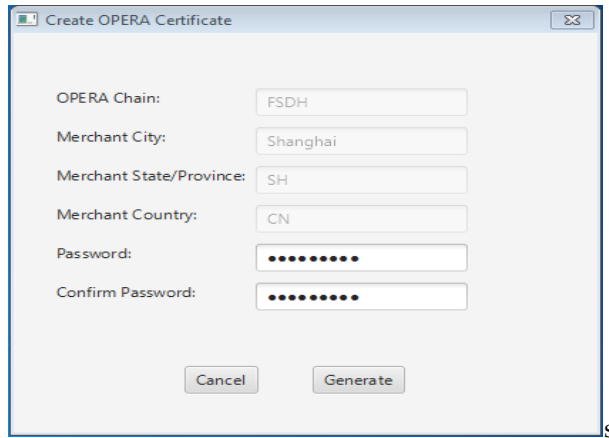 Create OPERA Certificate
OPERA Chain: FSDH
Merchant City: Shanghai
Merchant State/Province: SH
Merchant Country: CN
Password: •••••••••
Confirm Password: •••••••••
Cancel Generate
s